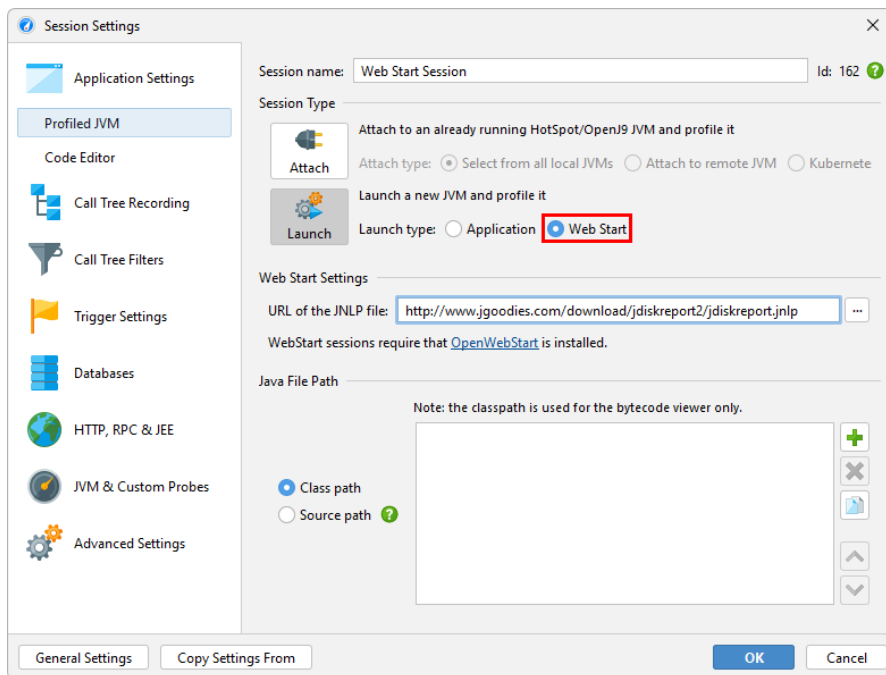 Session Settings
Application Settings
Profiled JVM
Code Editor
Call Tree Recording
Call Tree Filters
Trigger Settings
Databases
HTTP, RPC & JEE
JVM & Custom Probes
Advanced Settings
Session name: Web Start Session Id: 162 ?
Session Type
Attach
Attach to an already running HotSpot/OpenJ9 JVM and profile it
Attach type: Select from all local JVMs Attach to remote JVM Kubernete
Launch
Launch a new JVM and profile it
Launch type: Application Web Start
Web Start Settings
URL of the JNLP file: http://www.jgoodies.com/download/jdiskreport2/jdiskreport.jnlp ...
WebStart sessions require that OpenWebStart is installed.
Java File Path
Note: the classpath is used for the bytecode viewer only.
Class path
Source path ?
General Settings Copy Settings From OK Cancel